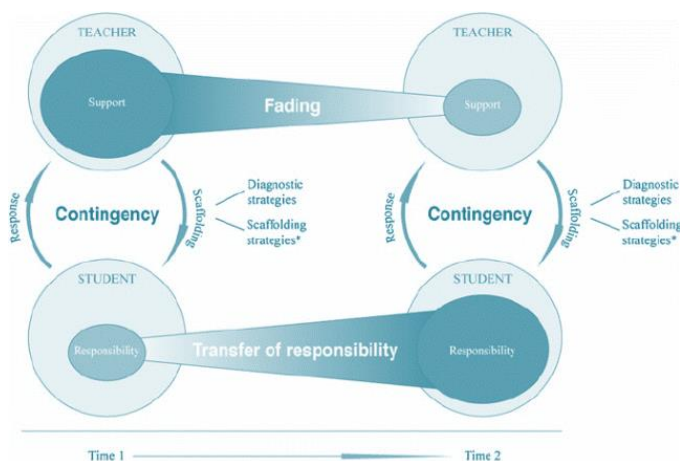 TEACHER
TEACHER
Support
Fading
Support
Response
Contingency
Scaffolding
Diagnostic
strategies
Scaffolding
strategies*
Response
Contingency
Scaffolding
Diagnostic
strategies
Scaffolding
strategies*
STUDENT
STUDENT
Responsibility
Transfer of responsibility
Responsibility
Time 1
Time 2